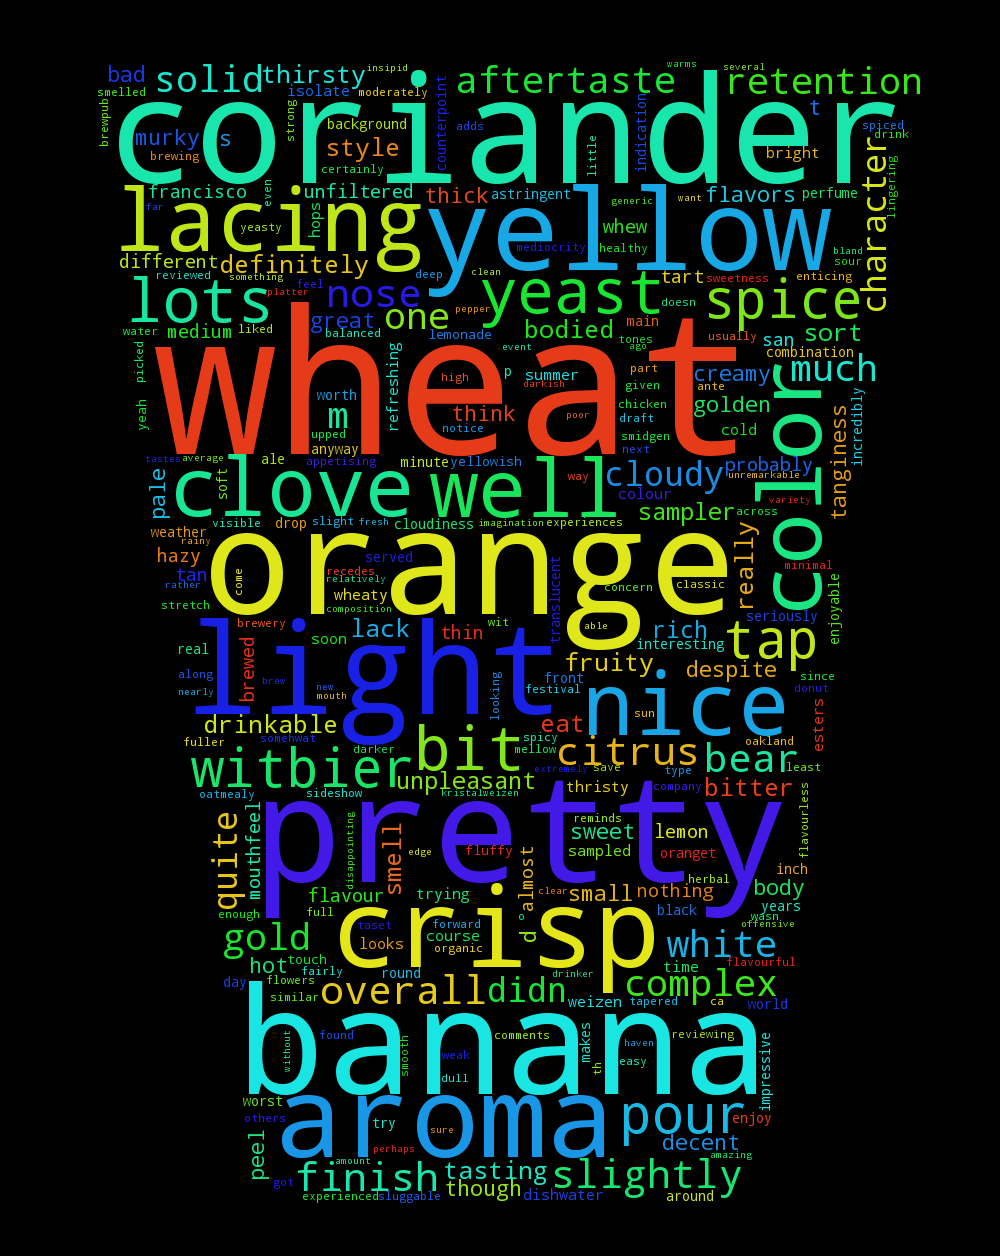 warms several
insipid
bad solid thirsty aftertaste retention
smelled isolate moderately
coriander
brewpub strong background counterpoint adds indication t spiced
murky s style little bright drink
brewing certainly
francisco even unfiltered thick astringent flavors perfume character lingering
far hops generic want
lacing yellow
yeasty whew
mediocrity healthy bland
different definitely deep clean sour
reviewed something feel tart sweetness enticing
lots platter nose yeast doesn spice
great one pepper main
water medium liked balanced lemonade bodied tones usually san sort
picked refreshing event ago combination
wheat
p summer part creamy much
worth high darkish given ante
m think chicken golden
yeah upped notice poor draft smidgen cold
anyway next
tastes average ale appetising minute yellowish way cloudy probably color
soft unremarkable tanginess incredibly
pale clove well colour variety
visible drop slight fresh cloudiness imagination experiences sampler across
weather
rainy
hazy served really minimal
orange
tan come recedes translucent concern classic
rather relatively wheaty enjoyable
stretch composition able seriously
brewery wit
light
real brewed soon lack thin rich interesting tap
along fruity despite since
nearly brew new mouth looking front festival nice donut
drinkable eat sun esters
fuller somehwat darker bit spicy mellow citrus oakland
witbier extremely save type bear least
oatmealy sideshow unpleasant kristalweizen thristy company bitter
pretty
quite mouthfeel disappointing smell reminds sweet lemon flavourless
edge fluffy sampled oranget
herbal inch
flavour trying almost clear small nothing body
enough full taset forward black years
crisp
d° wasn offensive
gold looks course organic white
hot touch time flavourful
fairly round drinker
day flowers overall didn weizen complex
similar tapered ca world
banana
without found smooth comments makes reviewing
weak haven easy impressive
dull th
worst aroma pour
others try sure enjoy
peel perhaps decent
amount amazing
got finish tasting slightly
experienced sluggable though dishwater around